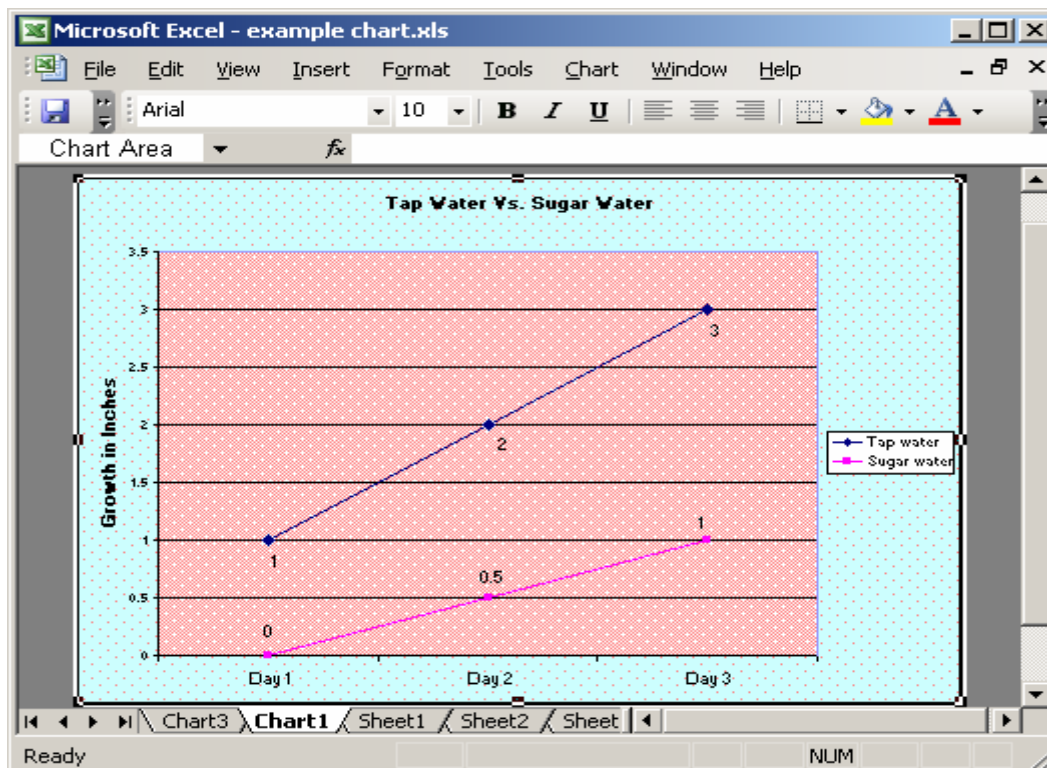 Microsoft Excel - example chart.xls
File Edit View Insert Format Tools Chart Window Help
Arial 10 B I U A
Chart Area fx
Tap Water Vs. Sugar Water
3.5
3
3
2.5
Growth in Inches
2
2
Tap water
Sugar water
1.5
1
1
1
0.5
0.5
0
0
Day 1 Day 2 Day 3
Chart3 Chart1 Sheet1 Sheet2 Sheet
Ready NUM